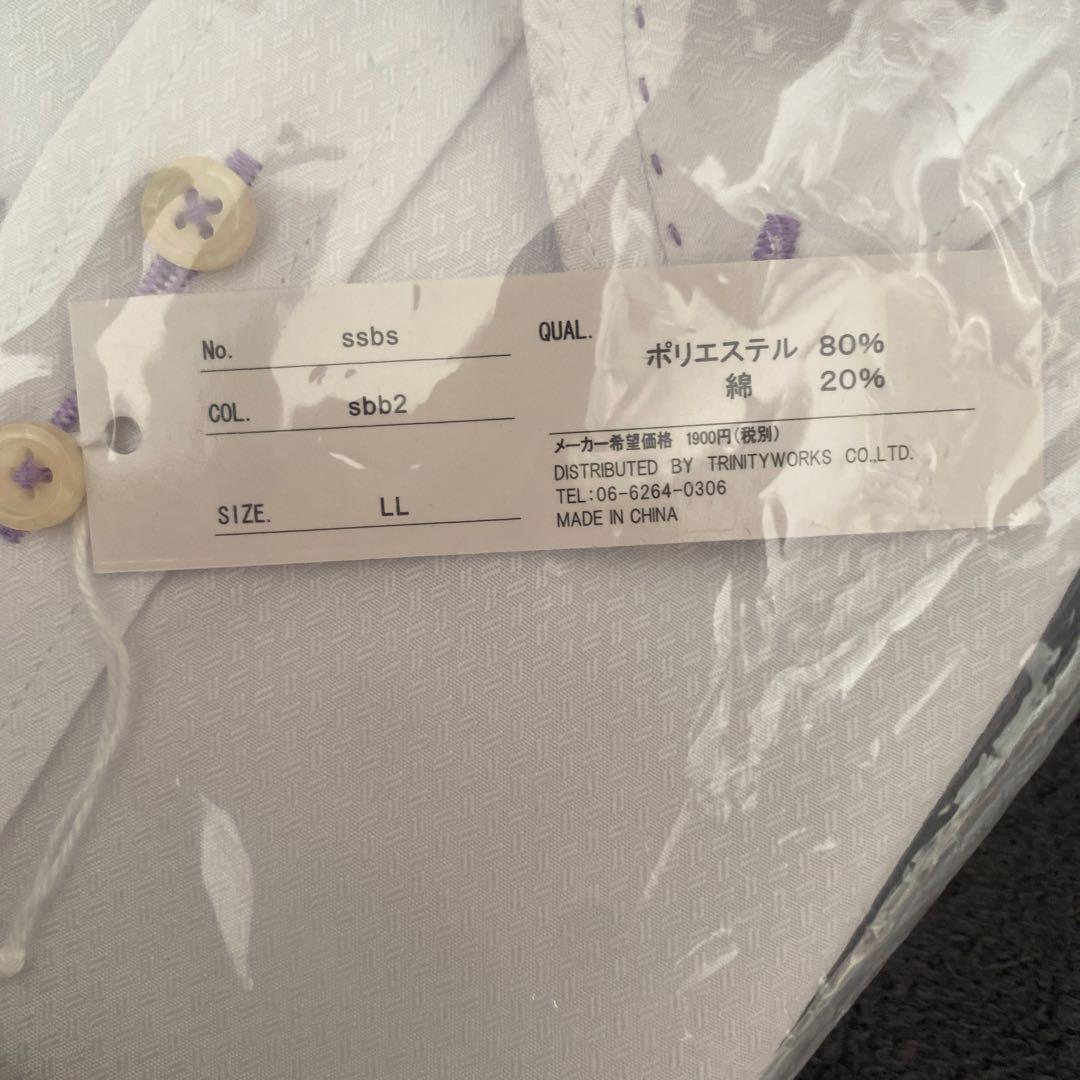 No. ssbs
COL. sbb2
SIZE. LL
QUAL.
ポリエステル 80%
綿 20%
メーカー希望価格 1900円(税別)
DISTRIBUTED BY TRINITYWORKS CO.,LTD.
TEL:06-6264-0306
MADE IN CHINA